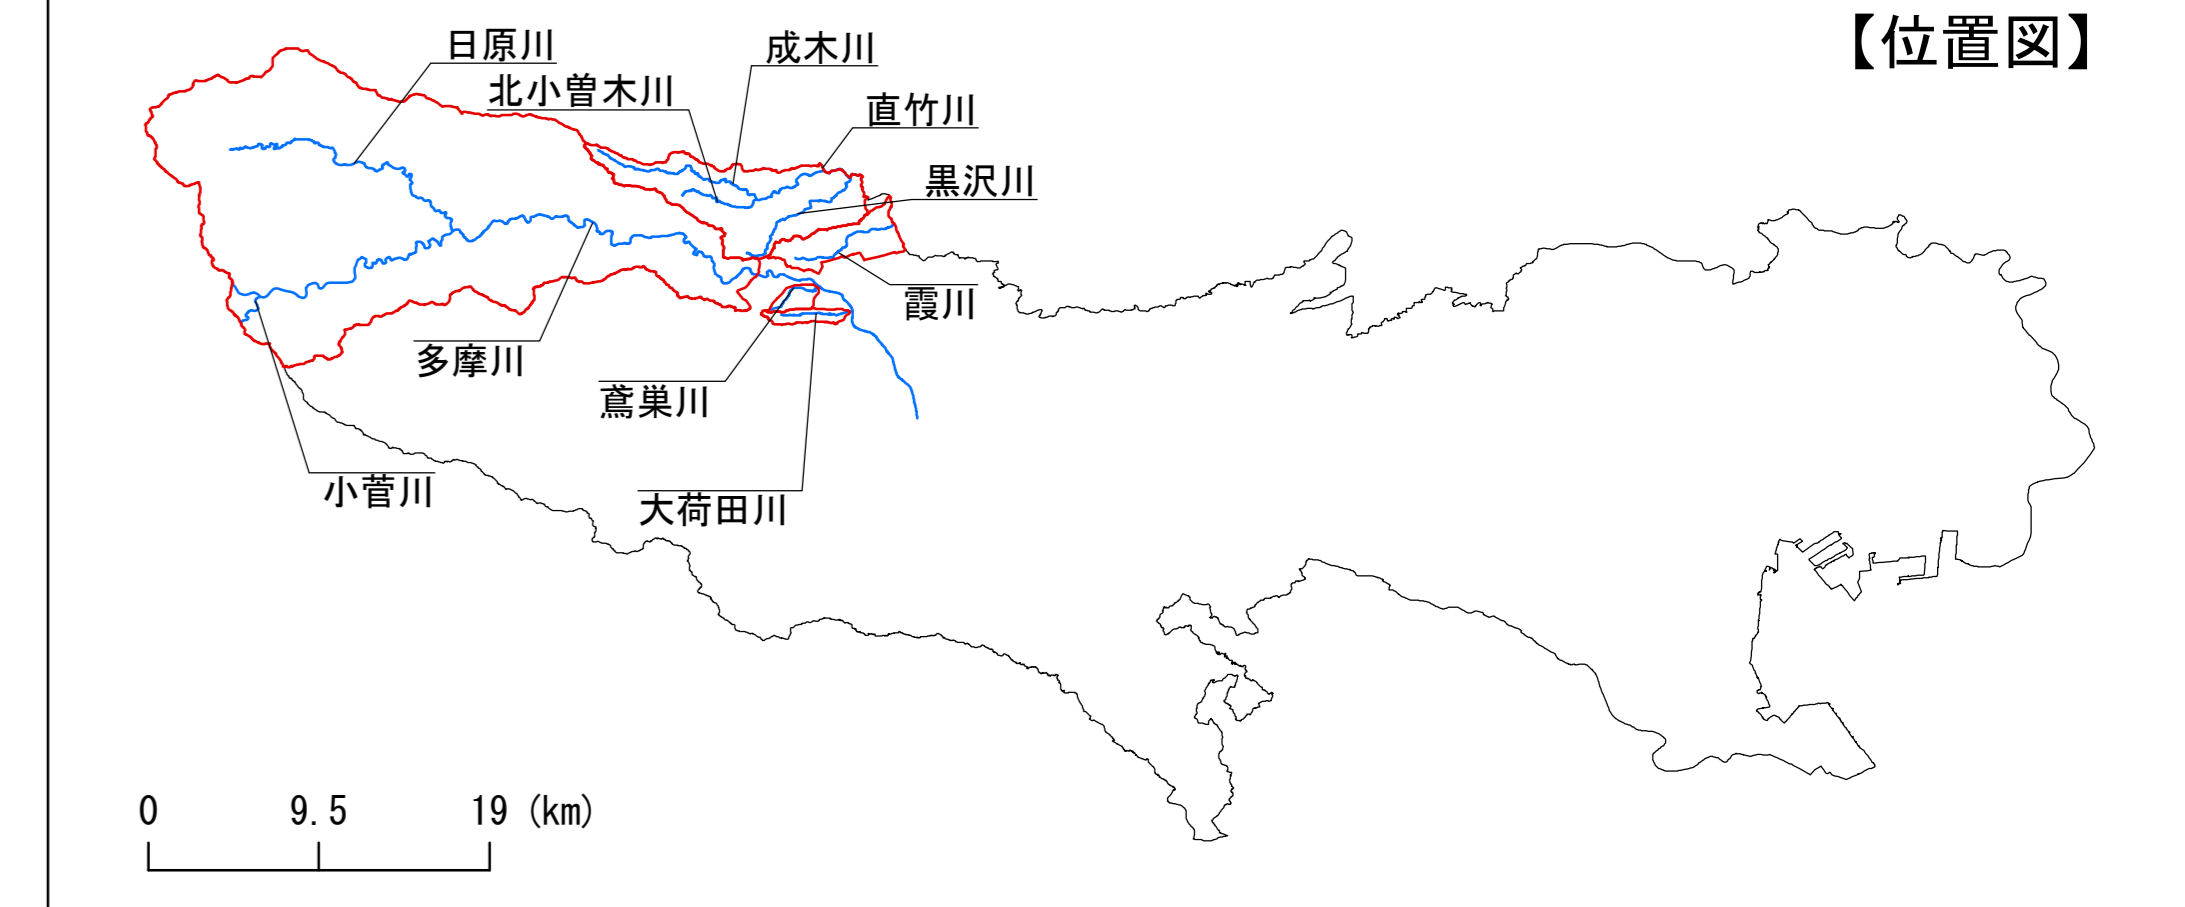 【位置図】
日原川
成木川
北小曽木川
直竹川
黒沢川
霞川
多摩川
鳶巣川
小菅川
大荷田川
0 9.5 19 (km)